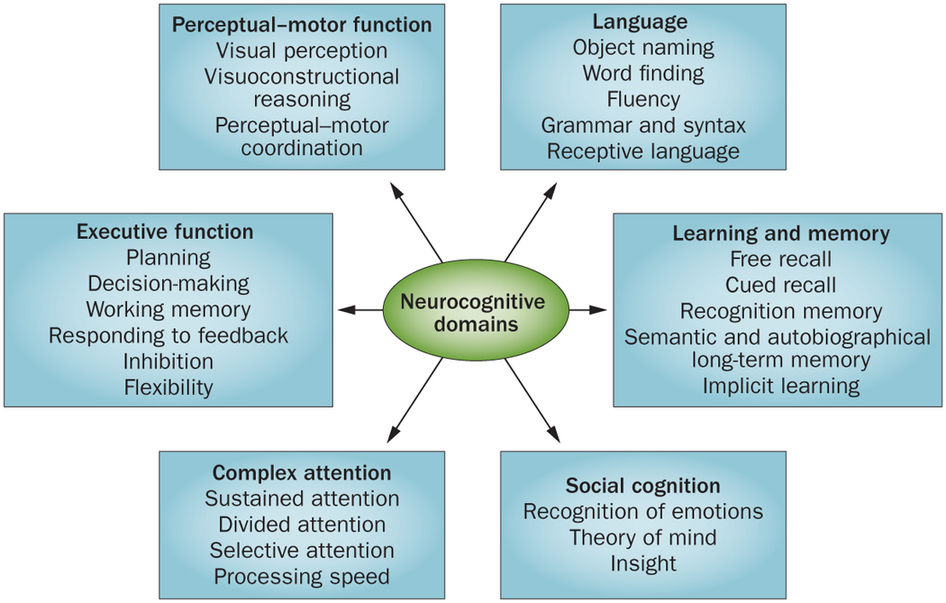 Perceptual–motor function
Visual perception
Visuoconstructional
reasoning
Perceptual–motor
coordination
Language
Object naming
Word finding
Fluency
Grammar and syntax
Receptive language
Executive function
Planning
Decision-making
Working memory
Responding to feedback
Inhibition
Flexibility
Neurocognitive
domains
Learning and memory
Free recall
Cued recall
Recognition memory
Semantic and autobiographical
long-term memory
Implicit learning
Complex attention
Sustained attention
Divided attention
Selective attention
Processing speed
Social cognition
Recognition of emotions
Theory of mind
Insight